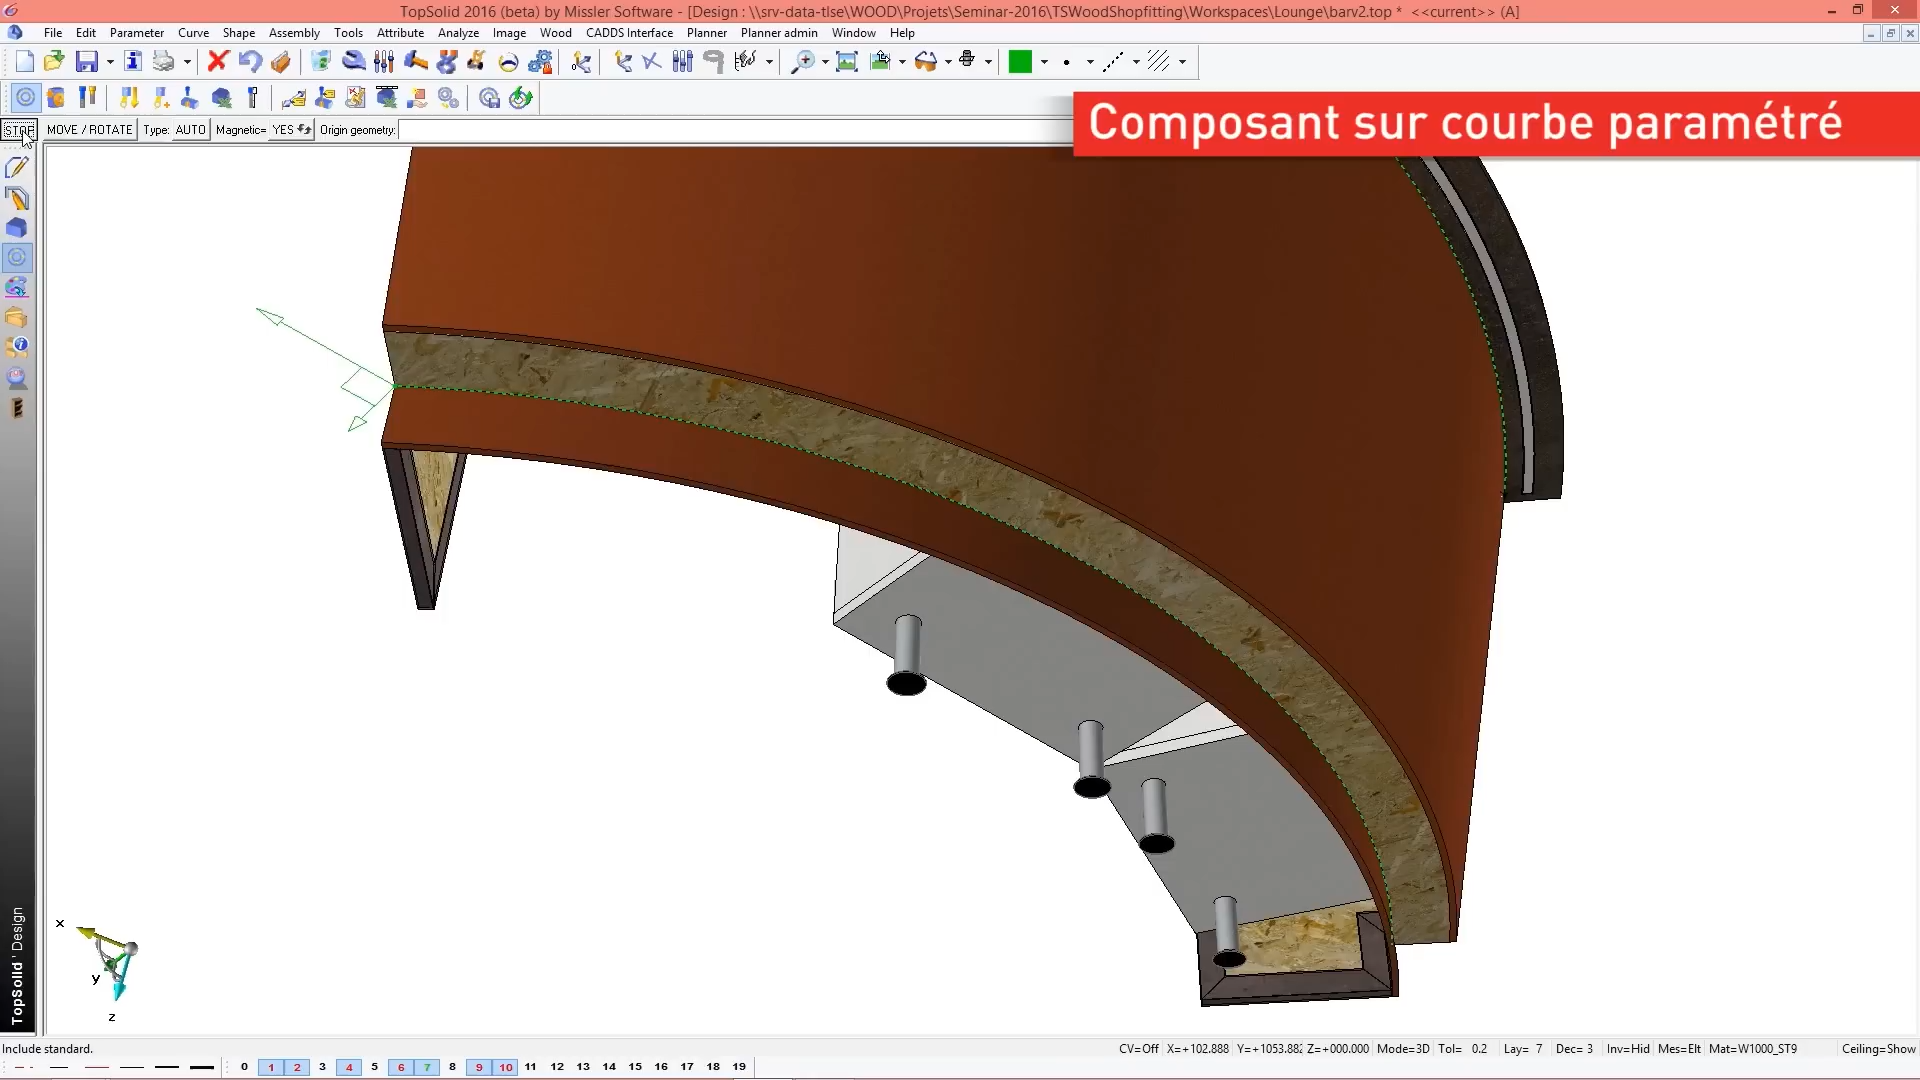 TopSolid 2016 (beta) by Missler Software - [Design : \\srv-data-tlse\WOOD\Projets\Seminar-2016\TSWoodShopfitting\Workspaces\Lounge\barv2.top * <<current>> (A]
File Edit Parameter Curve Shape Assembly Tools Attribute Analyze Image Wood CADDS Interface Planner Planner admin Window Help
STOP MOVE / ROTATE Type: AUTO Magnetic= YES Origin geometry:
Composant sur courbe paramétré
x
y
z
TopSolid'Design
Include standard.
CV=Off X=+102.888 Y=+1053.882 Z=+000.000 Mode=3D Tol= 0.2 Lay= 7 Dec= 3 Inv=Hid Mes=Elt Mat=W1000_ST9 Ceiling=Show
0 1 2 3 4 5 6 7 8 9 10 11 12 13 14 15 16 17 18 19